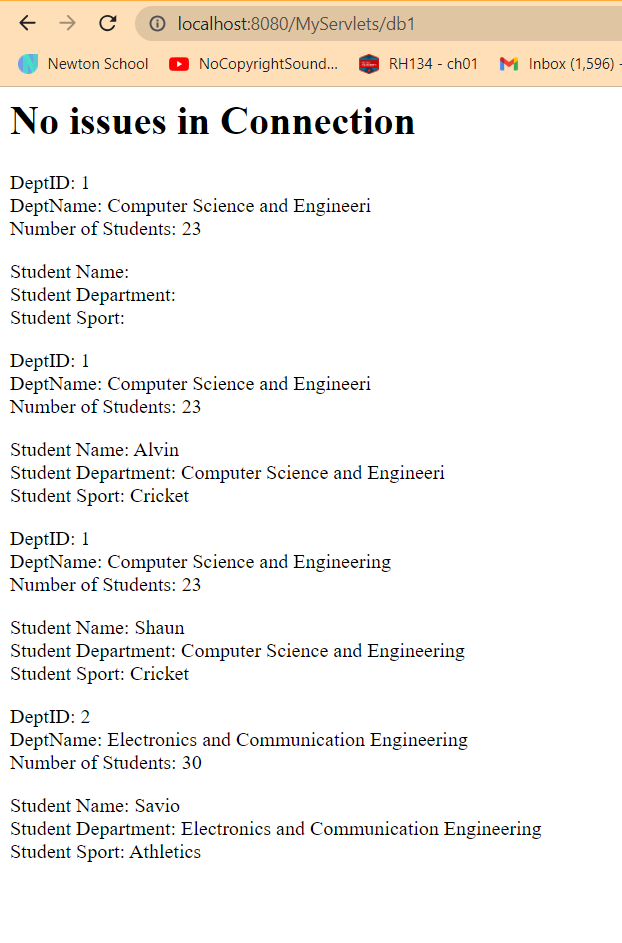 localhost:8080/MyServlets/db1
Newton School NoCopyrightSound... RH134 - ch01 Inbox (1,596) -
No issues in Connection
DeptID: 1
DeptName: Computer Science and Engineeri
Number of Students: 23
Student Name:
Student Department:
Student Sport:
DeptID: 1
DeptName: Computer Science and Engineeri
Number of Students: 23
Student Name: Alvin
Student Department: Computer Science and Engineeri
Student Sport: Cricket
DeptID: 1
DeptName: Computer Science and Engineering
Number of Students: 23
Student Name: Shaun
Student Department: Computer Science and Engineering
Student Sport: Cricket
DeptID: 2
DeptName: Electronics and Communication Engineering
Number of Students: 30
Student Name: Savio
Student Department: Electronics and Communication Engineering
Student Sport: Athletics